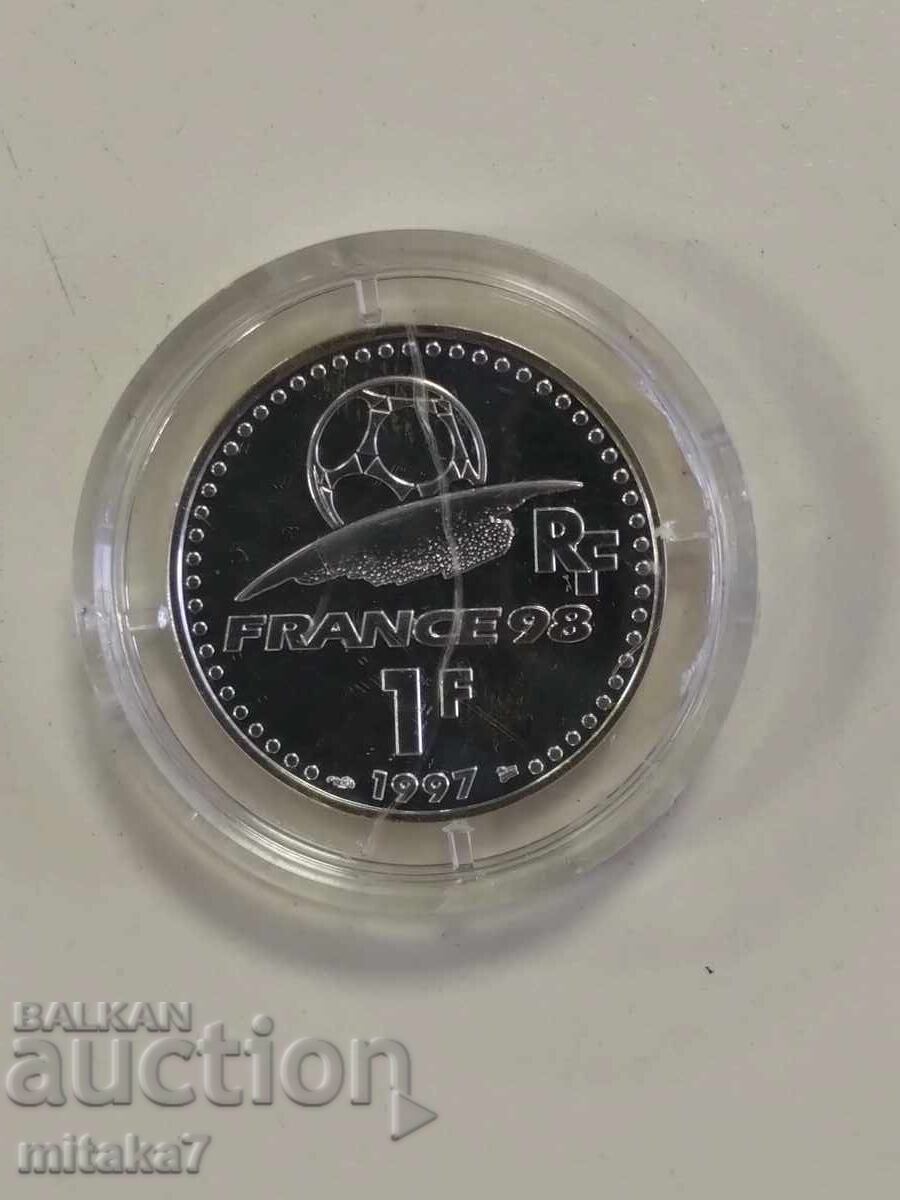 RF
FRANCE 98
1F
1997
BALKAN
auction
mitaka7